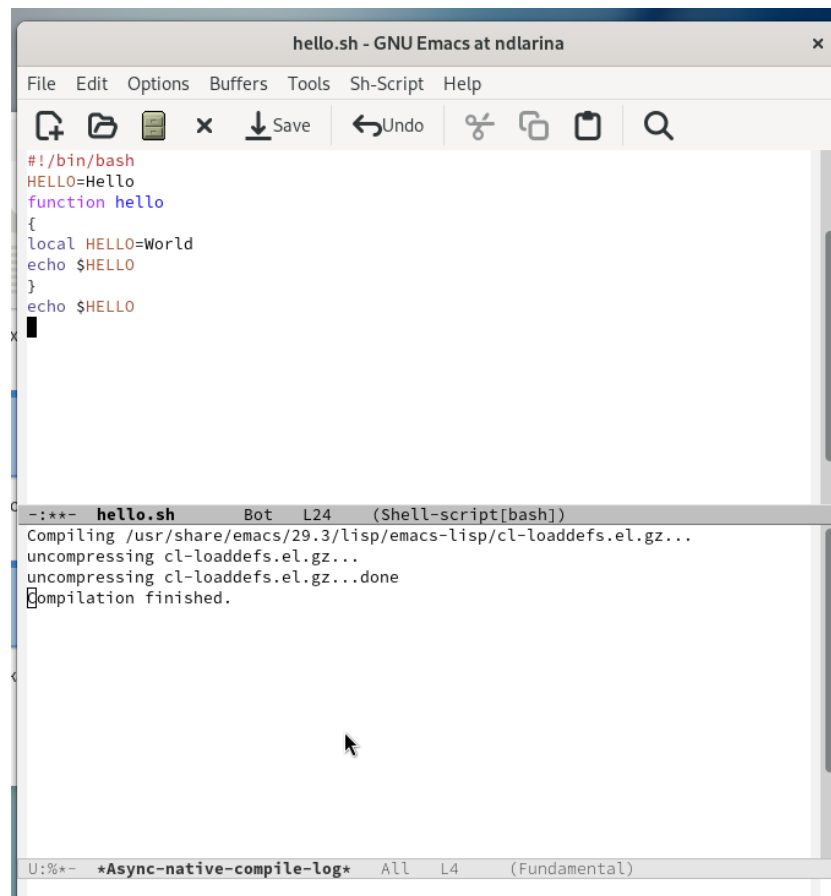 hello.sh - GNU Emacs at ndlarina
File Edit Options Buffers Tools Sh-Script Help
Save Undo
#!/bin/bash
HELLO=Hello
function hello
{
local HELLO=World
echo $HELLO
}
echo $HELLO
-:**- hello.sh Bot L24 (Shell-script[bash])
Compiling /usr/share/emacs/29.3/lisp/emacs-lisp/cl-loaddefs.el.gz...
uncompressing cl-loaddefs.el.gz...
uncompressing cl-loaddefs.el.gz...done
Compilation finished.
U:%*- *Async-native-compile-log* All L4 (Fundamental)